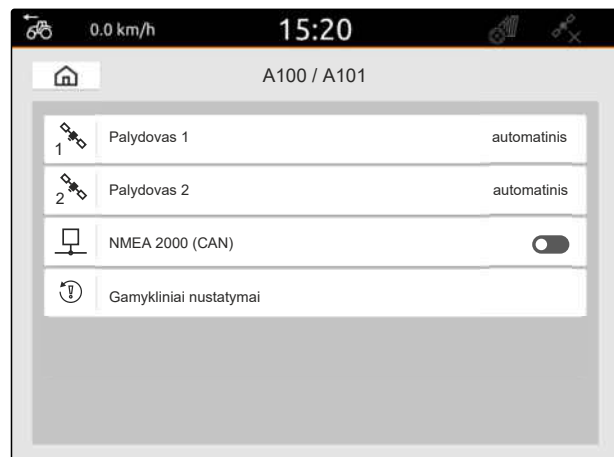 0.0 km/h 15:20
A100 / A101
1 Palydovas 1 automatinis
2 Palydovas 2 automatinis
NMEA 2000 (CAN)
Gamykliniai nustatymai